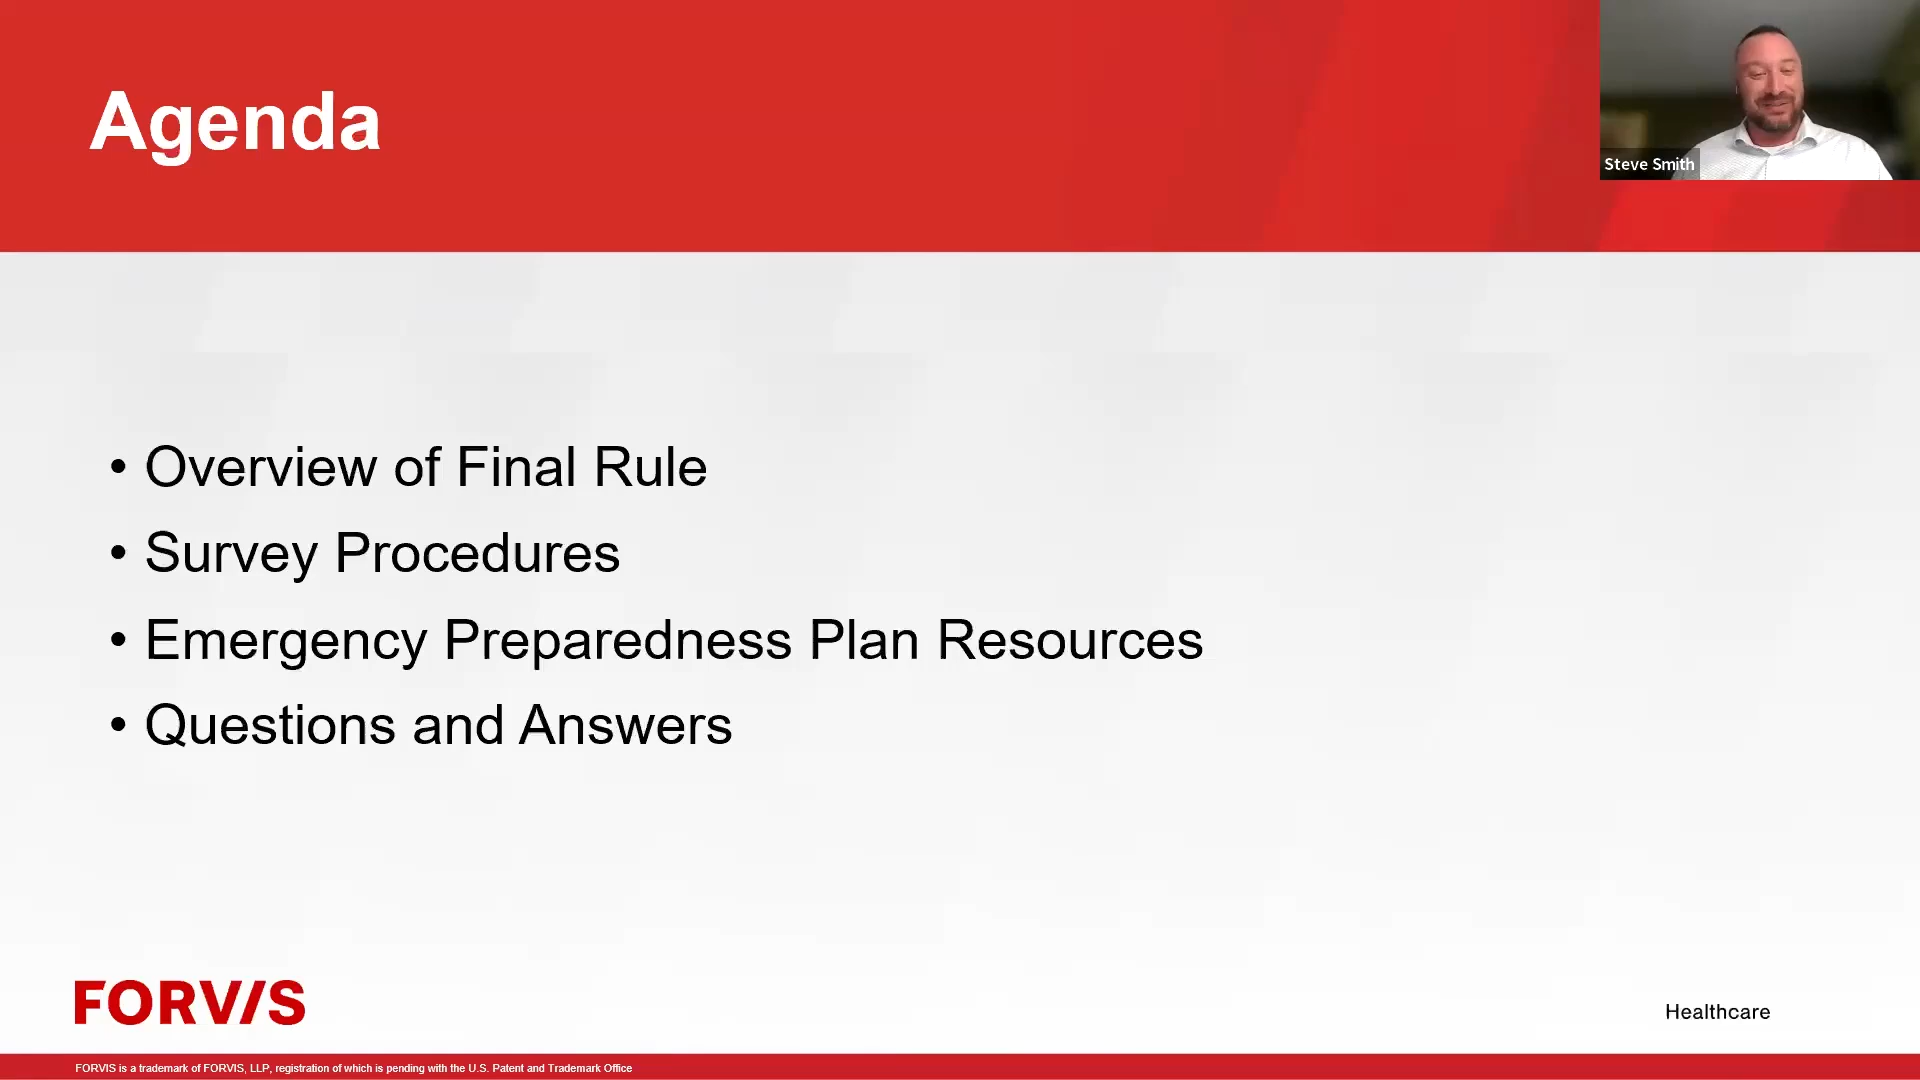 Agenda
Steve Smith
• Overview of Final Rule
• Survey Procedures
• Emergency Preparedness Plan Resources
• Questions and Answers
FORVIS
Healthcare
FORVIS is a trademark of FORVIS, LLP, registration of which is pending with the U.S. Patent and Trademark Office